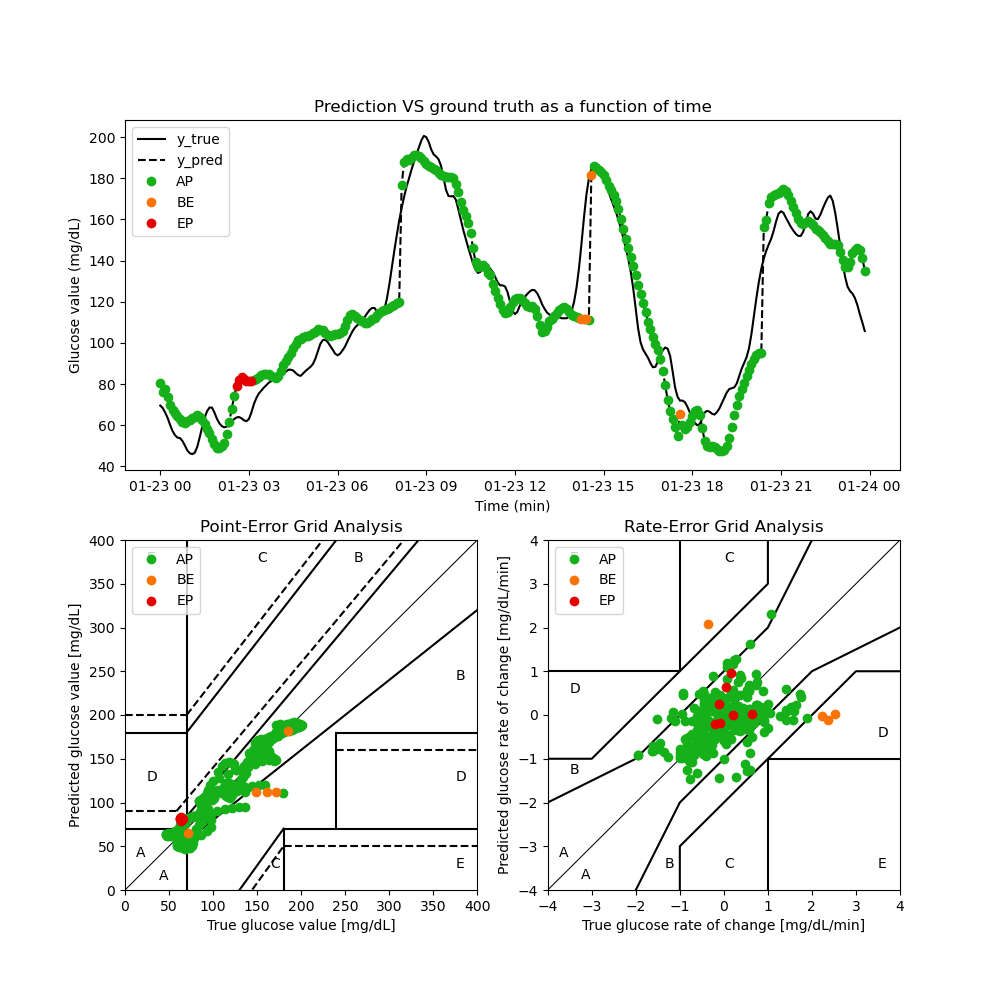 Prediction VS ground truth as a function of time
Glucose value (mg/dL)
200
180
160
140
120
100
80
60
40
y_true
y_pred
AP
BE
EP
01-23 00 01-23 03 01-23 06 01-23 09 01-23 12 01-23 15 01-23 18 01-23 21 01-24 00
Time (min)
Point-Error Grid Analysis
Predicted glucose value [mg/dL]
400
350
300
250
200
150
100
50
0
AP
BE
EP
C
B
B
D
D
A
A
C
E
0 50 100 150 200 250 300 350 400
True glucose value [mg/dL]
Rate-Error Grid Analysis
Predicted glucose rate of change [mg/dL/min]
4
3
2
1
0
−1
−2
−3
−4
AP
BE
EP
C
D
D
B
A
A
B
C
E
−4 −3 −2 −1 0 1 2 3 4
True glucose rate of change [mg/dL/min]